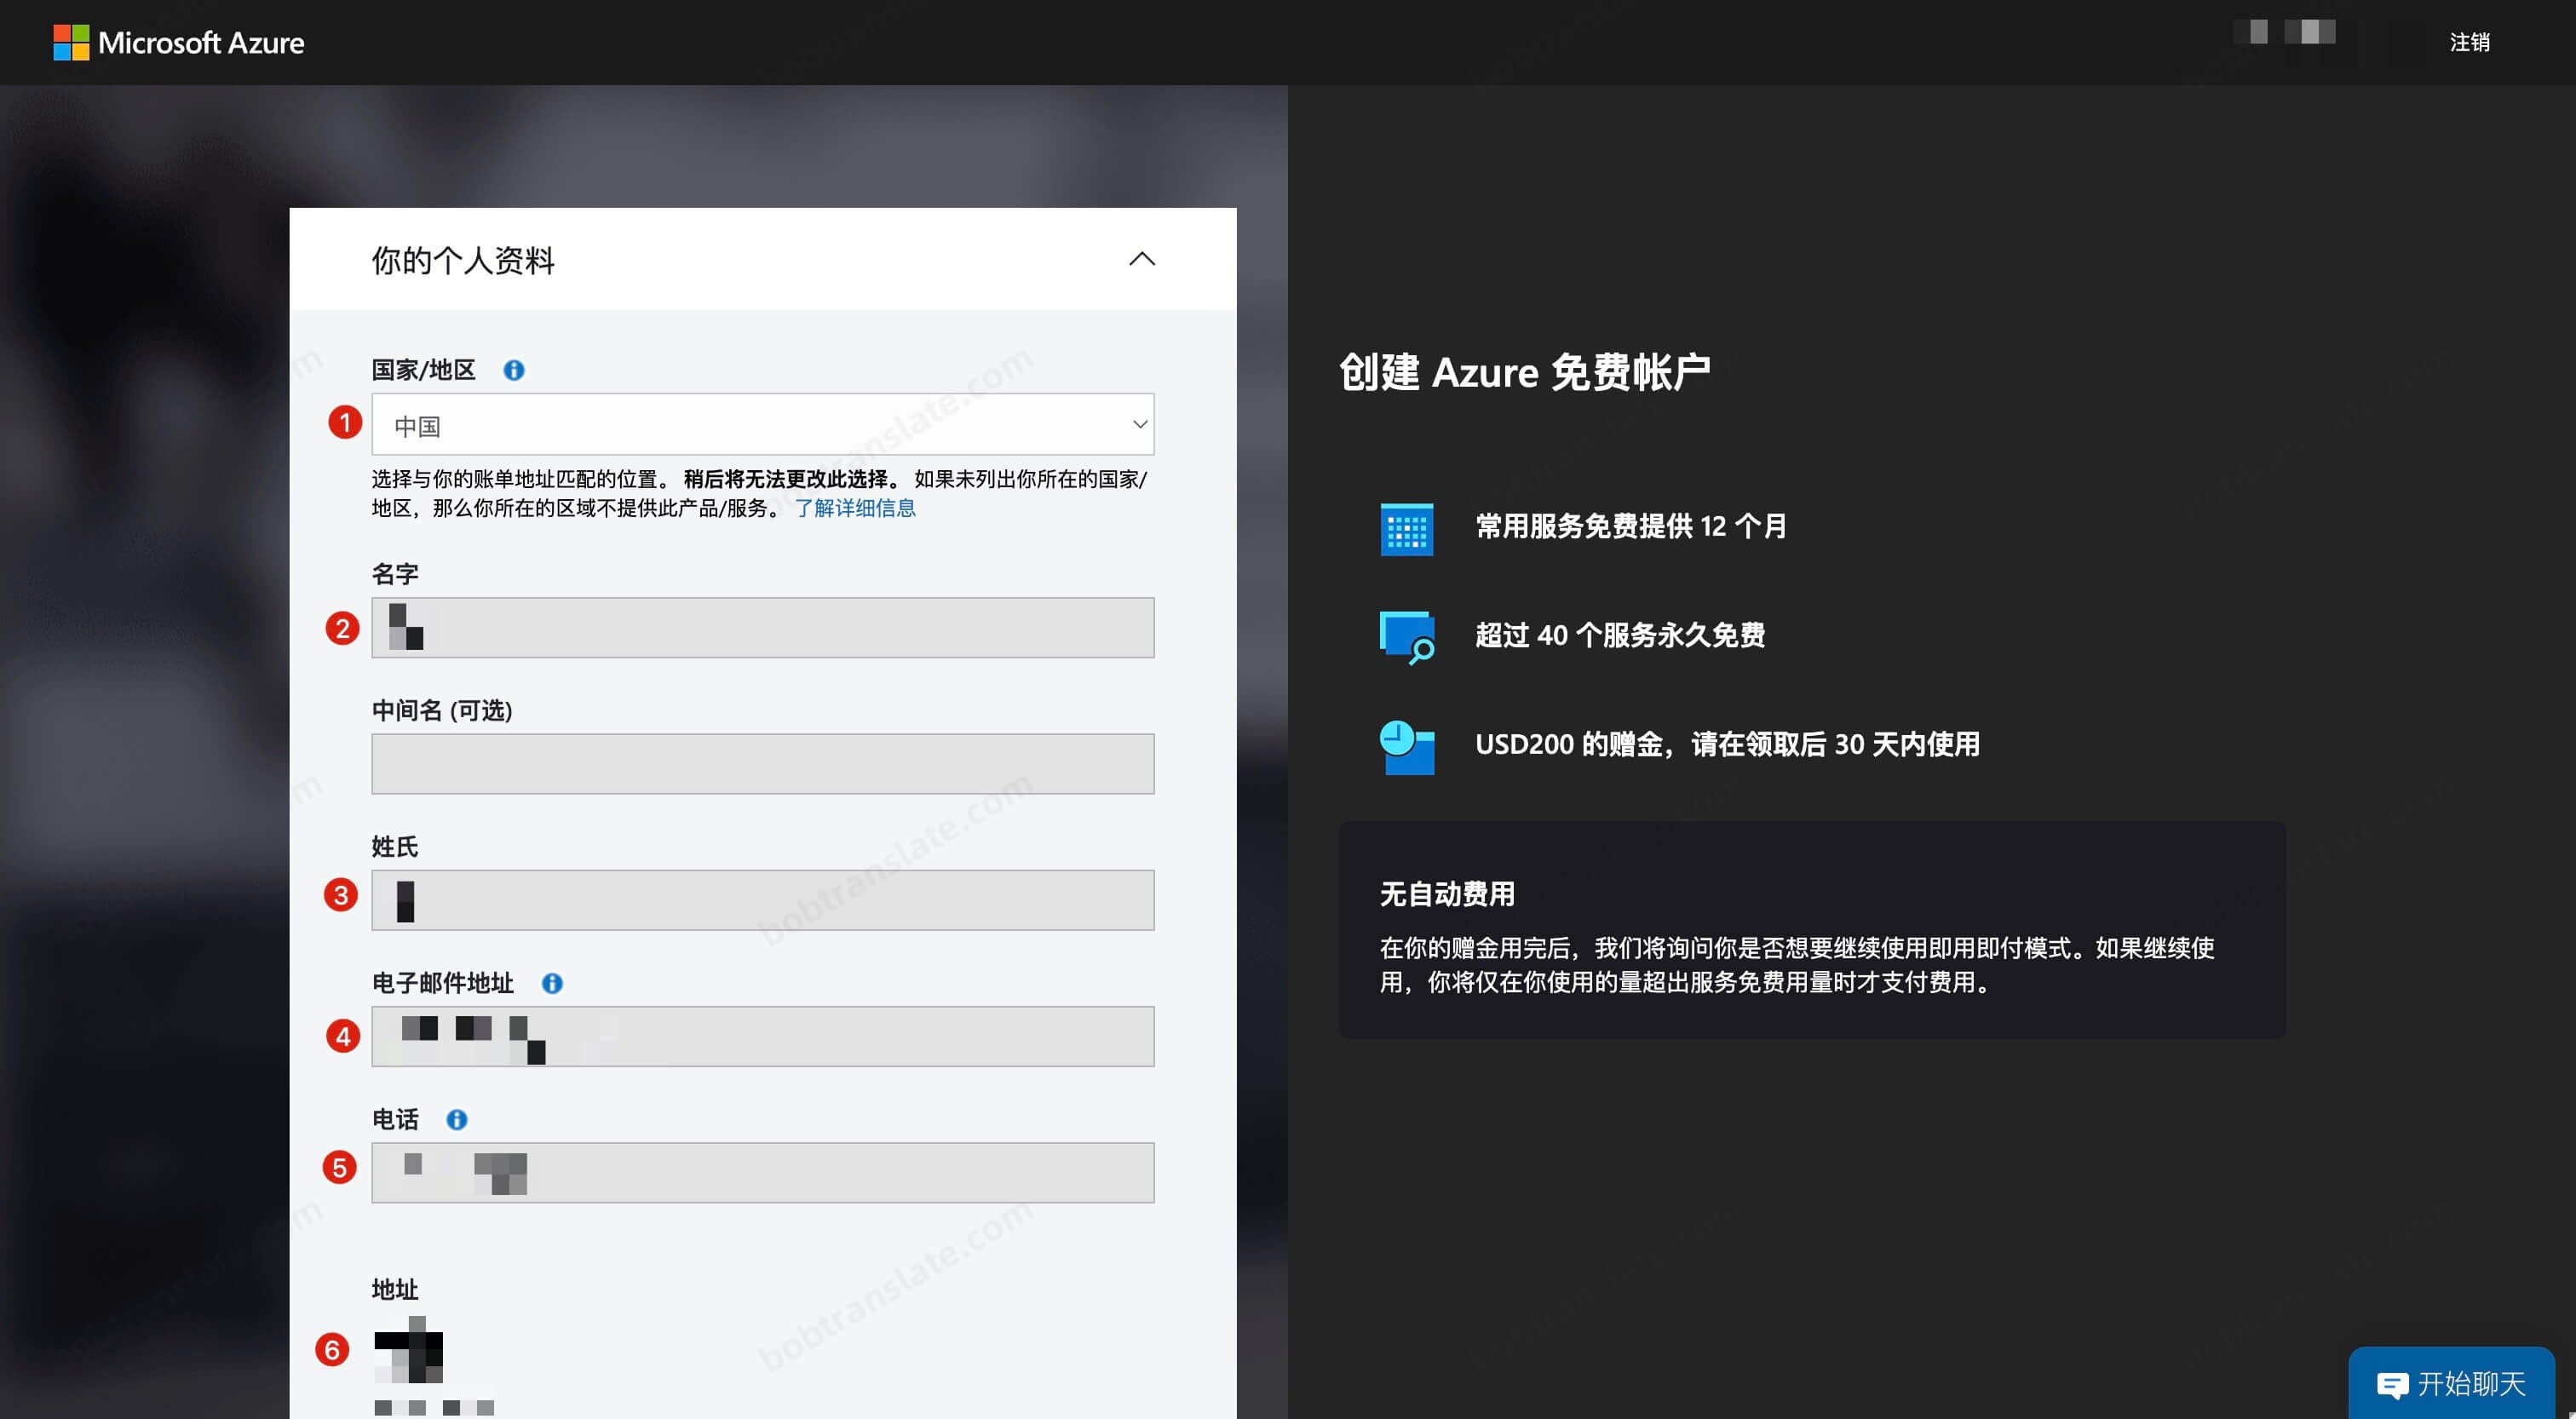 Microsoft Azure
注销
你的个人资料
国家/地区
1
中国
选择与你的账单地址匹配的位置。 稍后将无法更改此选择。 如果未列出你所在的国家/
地区，那么你所在的区域不提供此产品/服务。 了解详细信息
名字
2
中间名 (可选)
姓氏
3
电子邮件地址
4
电话
5
地址
6
bobtranslate.com
bobtranslate.com
bobtranslate.com
创建 Azure 免费帐户
常用服务免费提供 12 个月
超过 40 个服务永久免费
USD200 的赠金，请在领取后 30 天内使用
无自动费用
在你的赠金用完后，我们将询问你是否想要继续使用即用即付模式。如果继续使
用，你将仅在你使用的量超出服务免费用量时才支付费用。
开始聊天